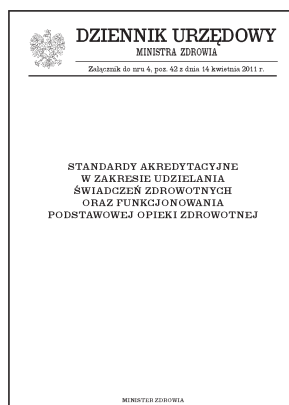 DZIENNIK URZĘDOWY
MINISTRA ZDROWIA
Załącznik do nru 4, poz. 42 z dnia 14 kwietnia 2011 r.
STANDARDY AKREDYTACYJNE
W ZAKRESIE UDZIELANIA
ŚWIADCZEŃ ZDROWOTNYCH
ORAZ FUNKCJONOWANIA
PODSTAWOWEJ OPIEKI ZDROWOTNEJ
MINISTER ZDROWIA